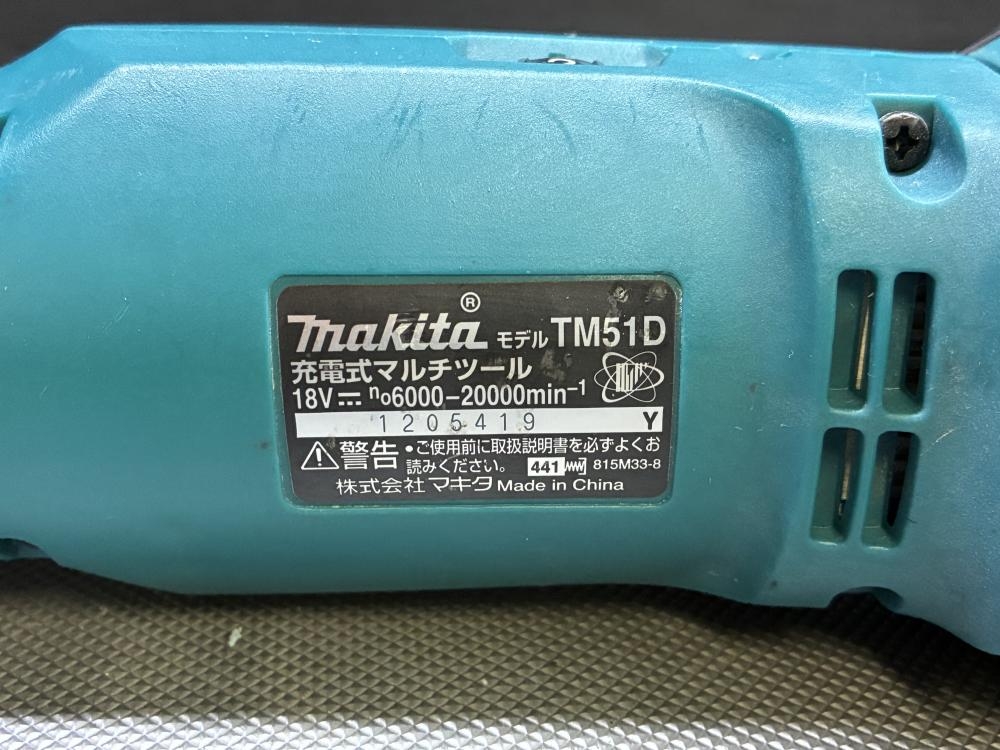 makita® モデル TM51D
充電式マルチツール
18V⎓ n₀6000-20000min⁻¹
1205419 Y
⚠警告 •ご使用前に取扱説明書を必ずよくお
読みください。 441 815M33-8
株式会社 マキタ Made in China